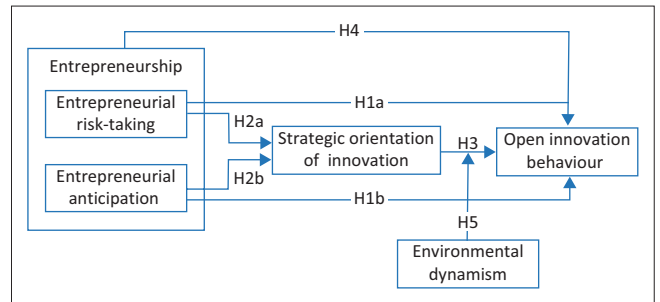 H4
Entrepreneurship
Entrepreneurial
risk-taking
H1a
H2a
Strategic orientation
of innovation
H3
Open innovation
behaviour
Entrepreneurial
anticipation
H2b
H1b
H5
Environmental
dynamism